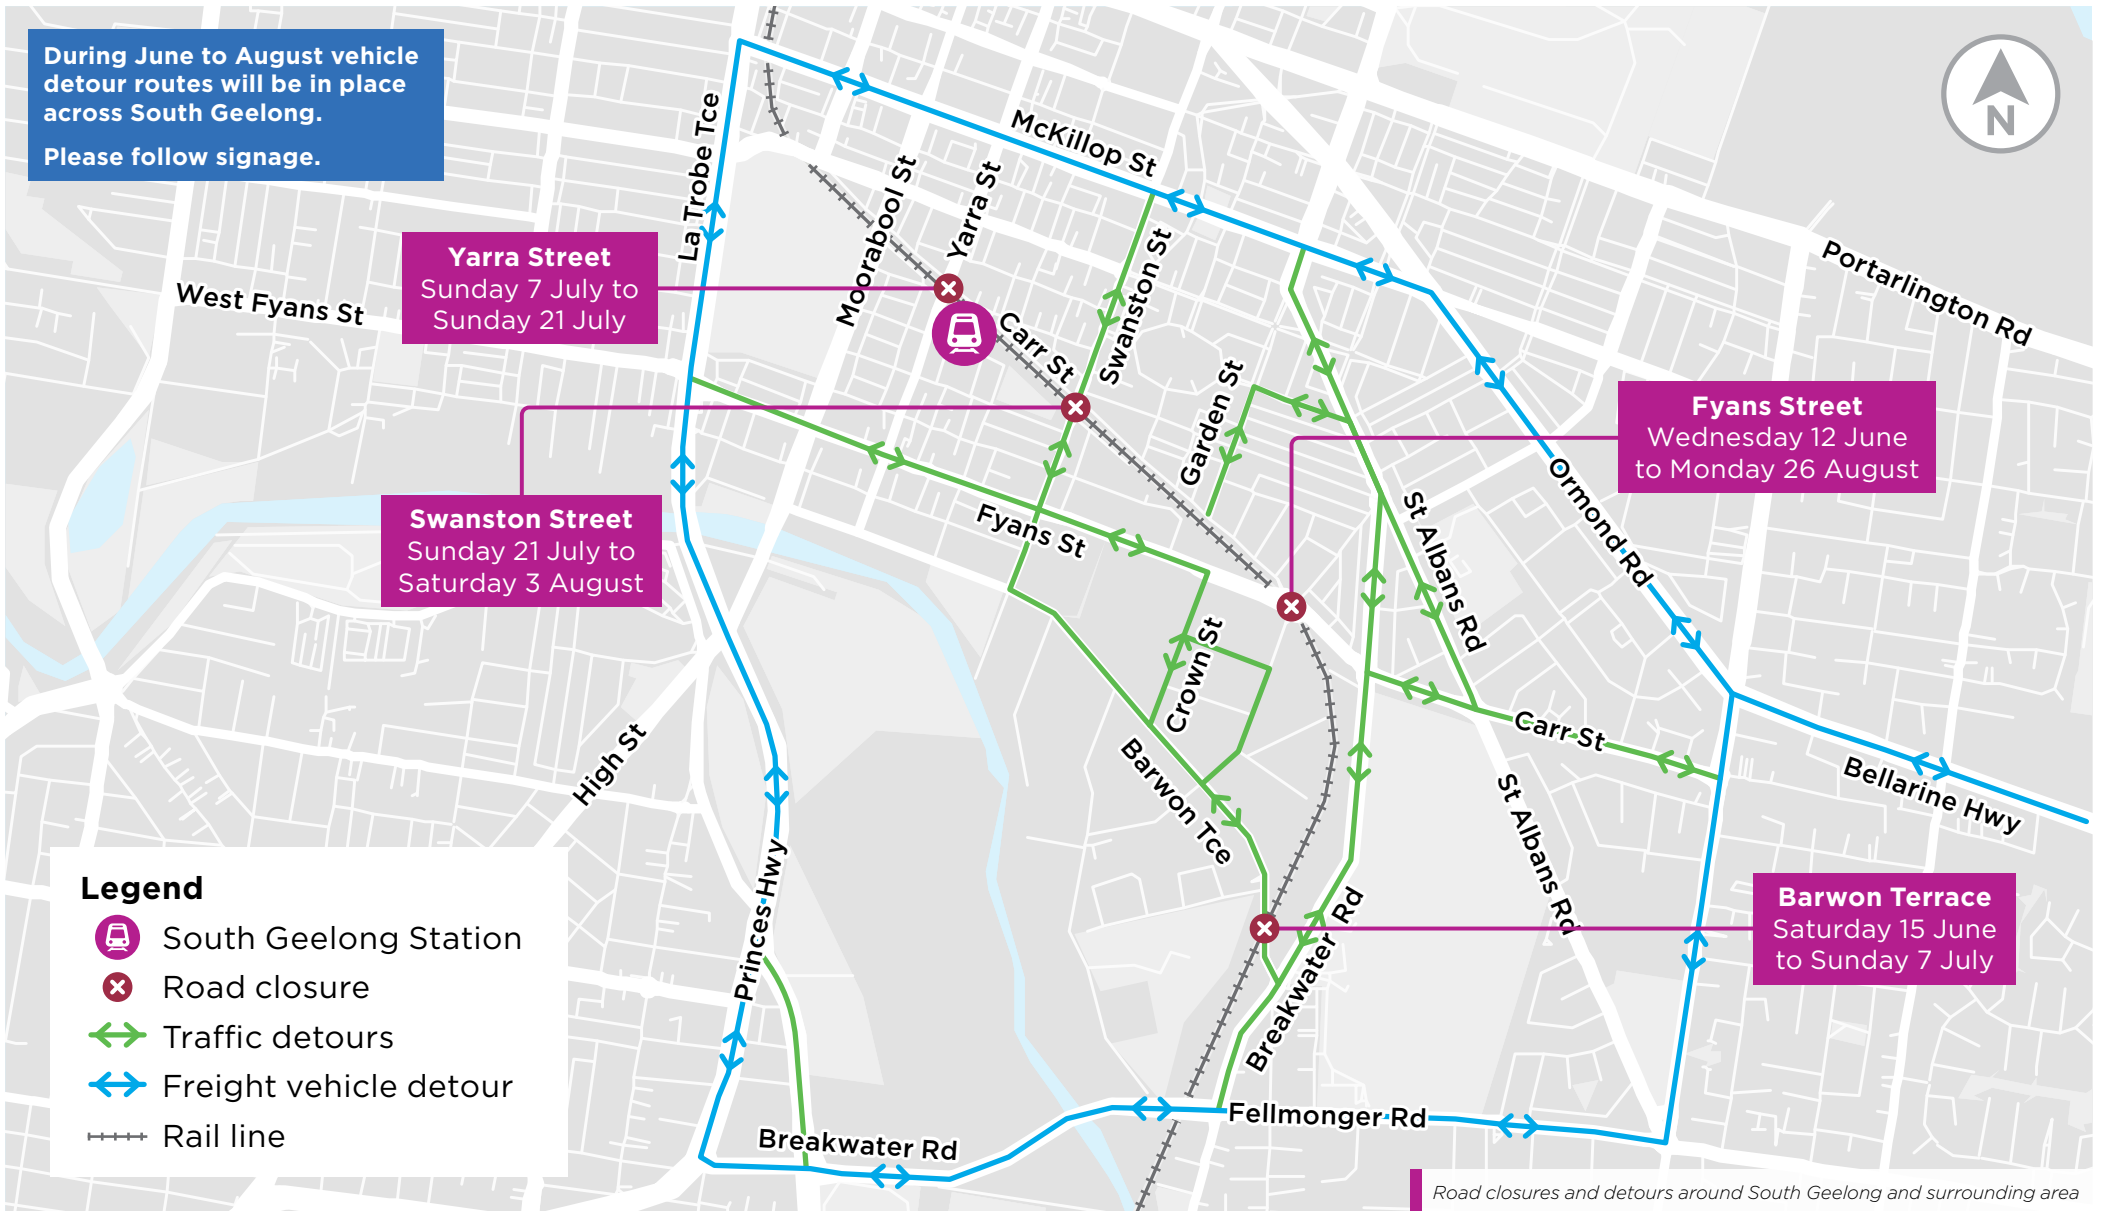 During June to August vehicle
detour routes will be in place
across South Geelong.
Please follow signage.
N
McKillop St
La Trobe Tce
Moorabool St
Yarra St
Portarlington Rd
Yarra Street
Sunday 7 July to
Sunday 21 July
West Fyans St
Carr St
Swanston St
Garden St
Fyans Street
Wednesday 12 June
to Monday 26 August
Ormond Rd
St Albans Rd
Swanston Street
Sunday 21 July to
Saturday 3 August
Fyans St
Crown St
Carr St
High St
Barwon Tce
St Albans Rd
Bellarine Hwy
Legend
South Geelong Station
Road closure
Traffic detours
Freight vehicle detour
Rail line
Princes Hwy
Breakwater Rd
Barwon Terrace
Saturday 15 June
to Sunday 7 July
Fellmonger Rd
Breakwater Rd
Road closures and detours around South Geelong and surrounding area